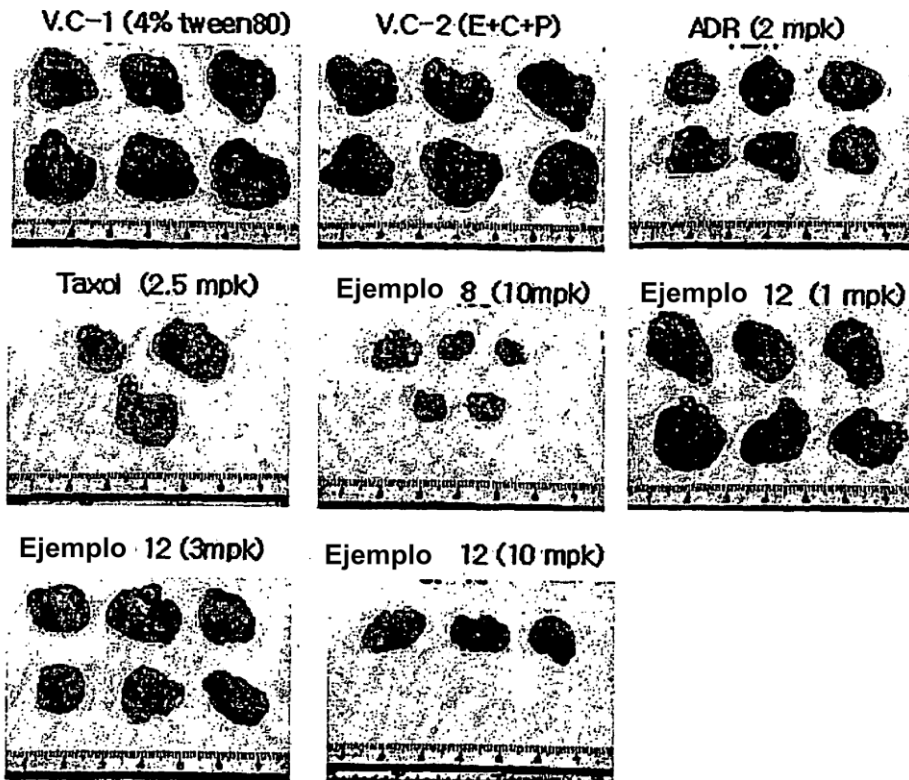 V.C-1 (4% tween80)
V.C-2 (E+C+P)
ADR (2 mpk)
Taxol (2.5 mpk)
Ejemplo 8 (10mpk)
Ejemplo 12 (1 mpk)
Ejemplo 12 (3mpk)
Ejemplo 12 (10 mpk)